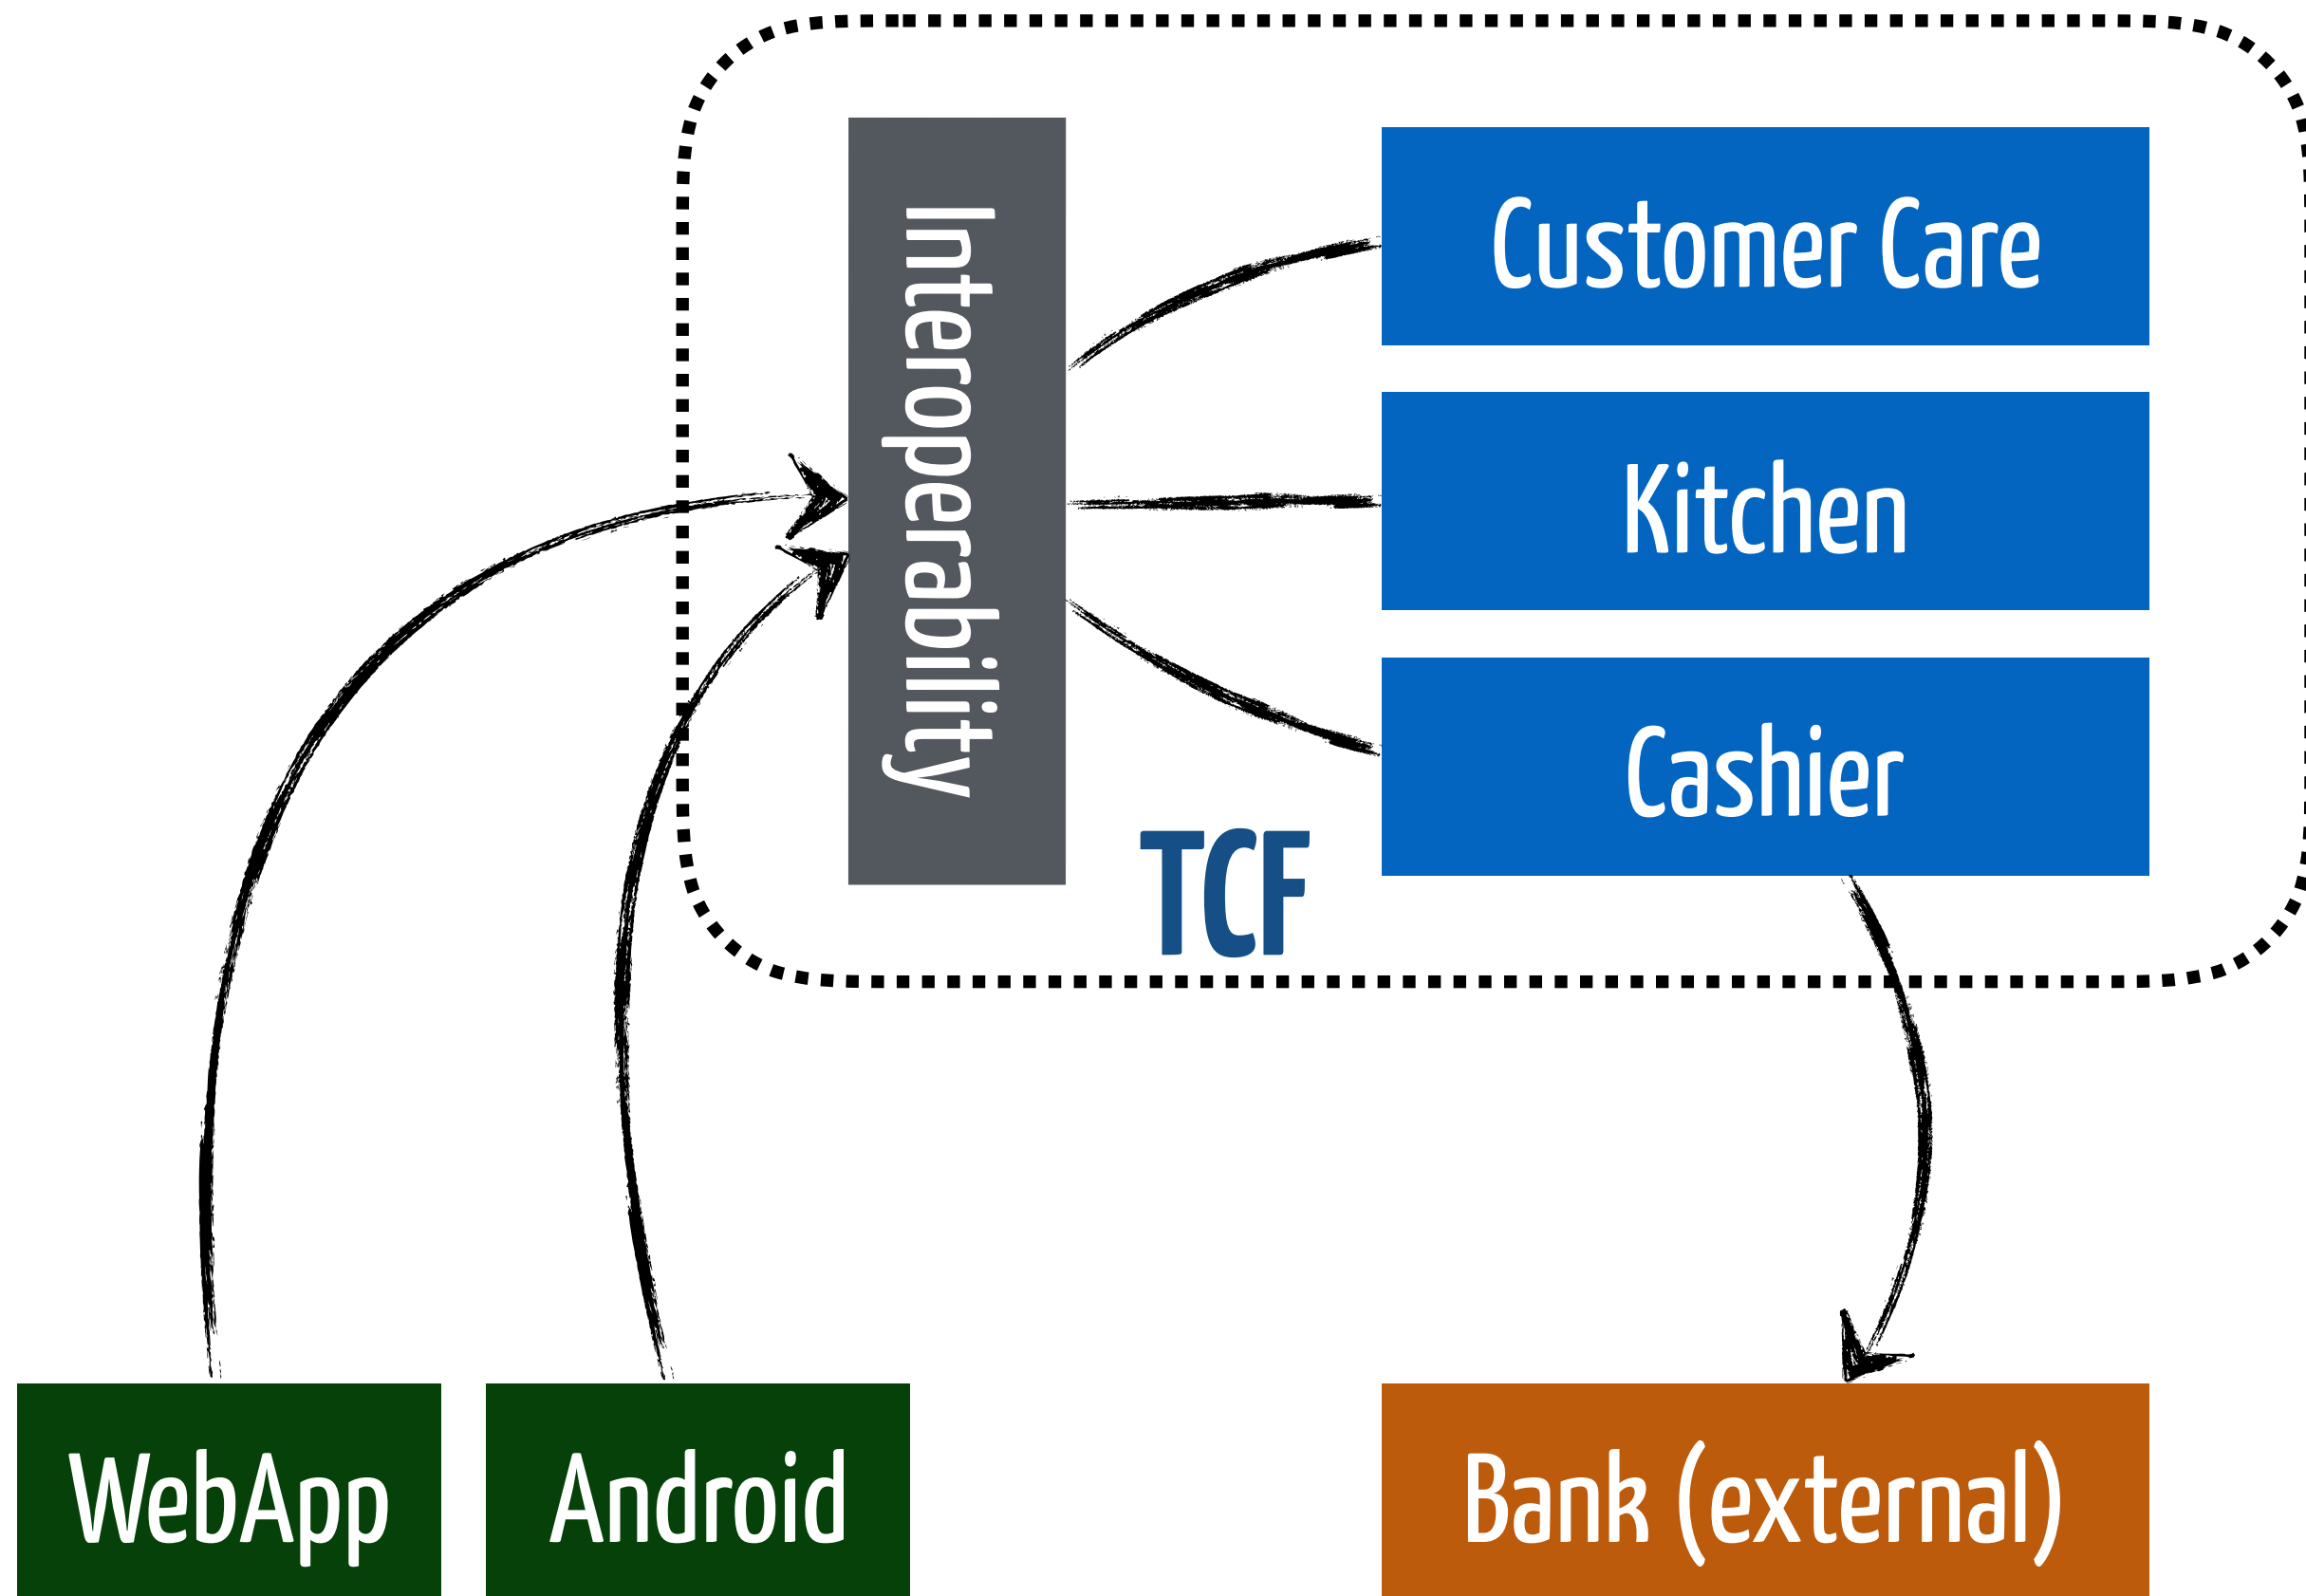 Interoperability
Customer Care
Kitchen
Cashier
TCF
WebApp
Android
Bank (external)